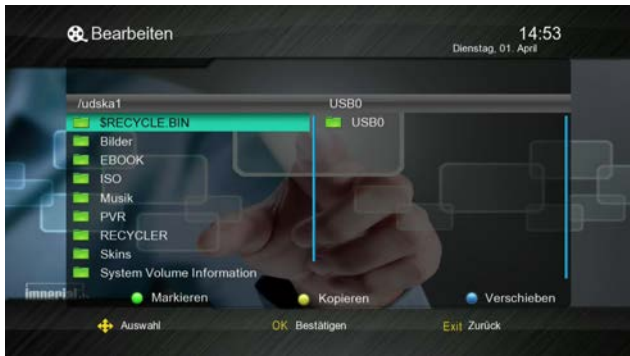 Bearbeiten
14:53
Dienstag, 01. April
/udska1 USB0
$RECYCLE.BIN USB0
Bilder
EBOOK
ISO
Musik
PVR
RECYCLER
Skins
System Volume Information
imperial
Markieren Kopieren Verschieben
Auswahl OK Bestätigen Exit Zurück